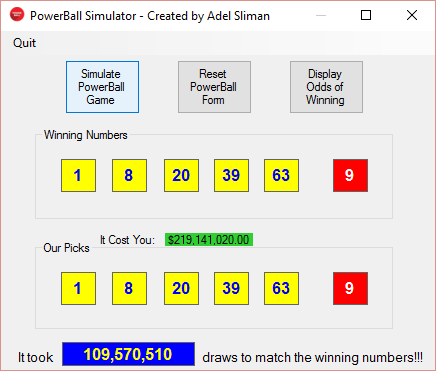 PowerBall Simulator - Created by Adel Sliman
Quit
Simulate
PowerBall
Game
Reset
PowerBall
Form
Display
Odds of
Winning
Winning Numbers
1 8 20 39 63 9
It Cost You: $219,141,020.00
Our Picks
1 8 20 39 63 9
It took 109,570,510 draws to match the winning numbers!!!